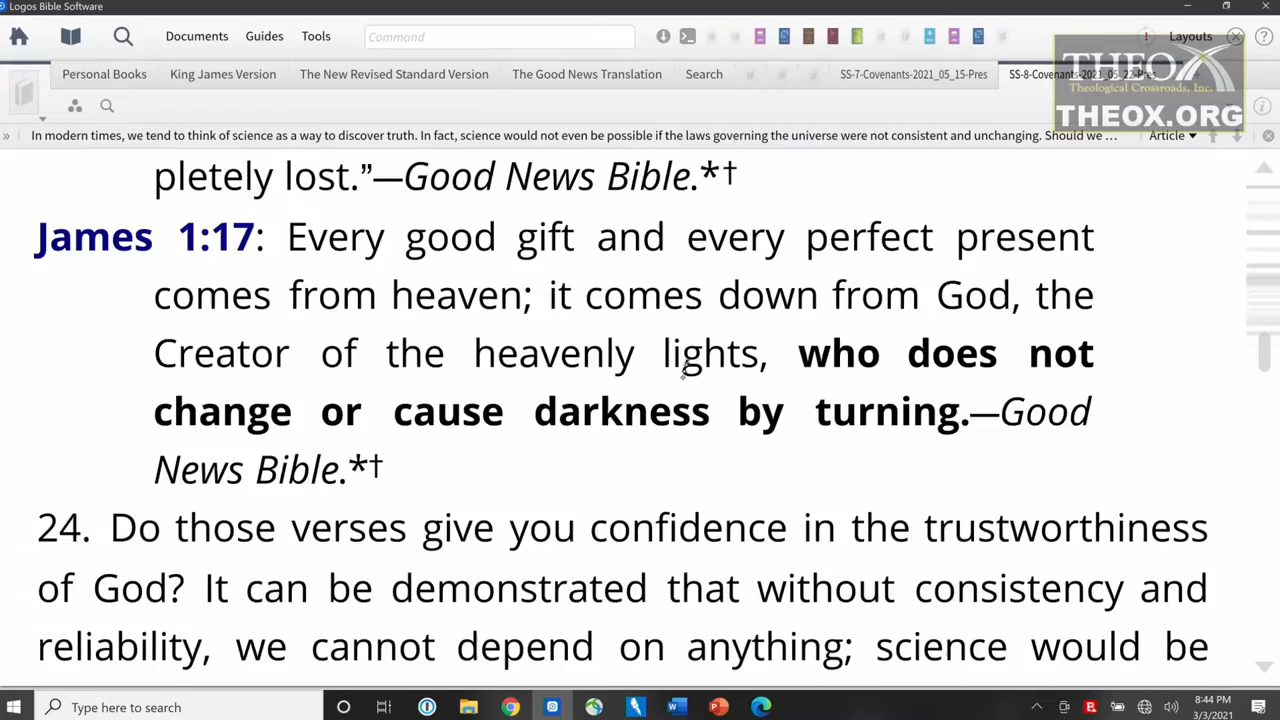 Logos Bible Software
Documents Guides Tools Command Layouts
Personal Books King James Version The New Revised Standard Version The Good News Translation Search SS-7-Covenants-2021_05_15-Pres SS-8-Covenants-2021_05_22-Pres
THEOX
Theological Crossroads, Inc.
THEOX.ORG
In modern times, we tend to think of science as a way to discover truth. In fact, science would not even be possible if the laws governing the universe were not consistent and unchanging. Should we ... Article
pletely lost.”—Good News Bible.*†
James 1:17: Every good gift and every perfect present
comes from heaven; it comes down from God, the
Creator of the heavenly lights, who does not
change or cause darkness by turning.—Good
News Bible.*†
24. Do those verses give you confidence in the trustworthiness
of God? It can be demonstrated that without consistency and
reliability, we cannot depend on anything; science would be
Type here to search
8:44 PM
3/3/2021